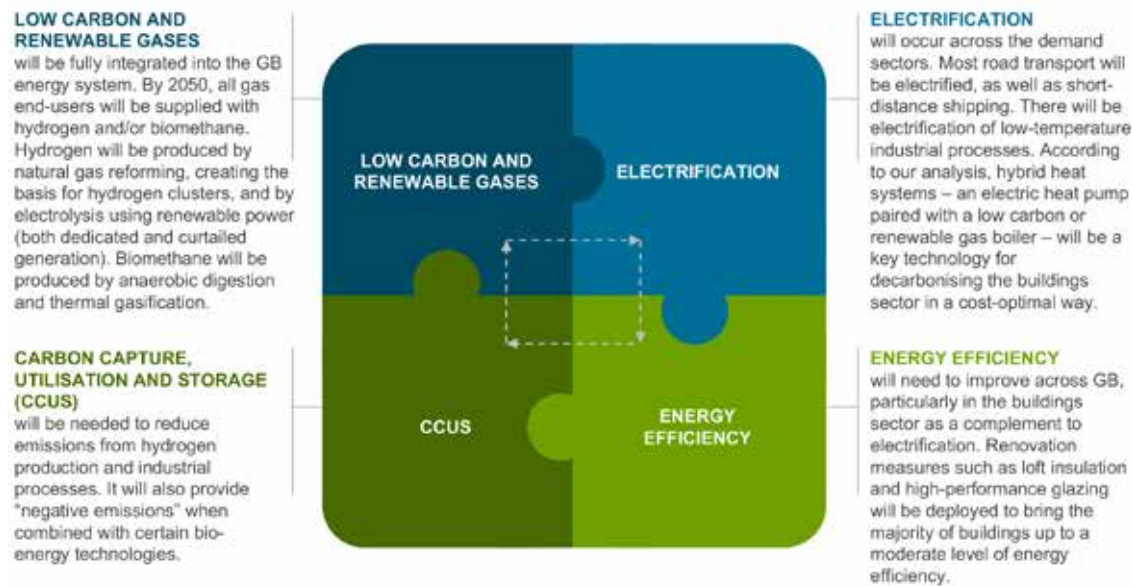 LOW CARBON AND
RENEWABLE GASES
will be fully integrated into the GB
energy system. By 2050, all gas
end-users will be supplied with
hydrogen and/or biomethane.
Hydrogen will be produced by
natural gas reforming, creating the
basis for hydrogen clusters, and by
electrolysis using renewable power
(both dedicated and curtailed
generation). Biomethane will be
produced by anaerobic digestion
and thermal gasification.
CARBON CAPTURE,
UTILISATION AND STORAGE
(CCUS)
will be needed to reduce
emissions from hydrogen
production and industrial
processes. It will also provide
"negative emissions" when
combined with certain bio-
energy technologies.
LOW CARBON AND
RENEWABLE GASES
ELECTRIFICATION
CCUS
ENERGY
EFFICIENCY
ELECTRIFICATION
will occur across the demand
sectors. Most road transport will
be electrified, as well as short-
distance shipping. There will be
electrification of low-temperature
industrial processes. According
to our analysis, hybrid heat
systems – an electric heat pump
paired with a low carbon or
renewable gas boiler – will be a
key technology for
decarbonising the buildings
sector in a cost-optimal way.
ENERGY EFFICIENCY
will need to improve across GB,
particularly in the buildings
sector as a complement to
electrification. Renovation
measures such as loft insulation
and high-performance glazing
will be deployed to bring the
majority of buildings up to a
moderate level of energy
efficiency.